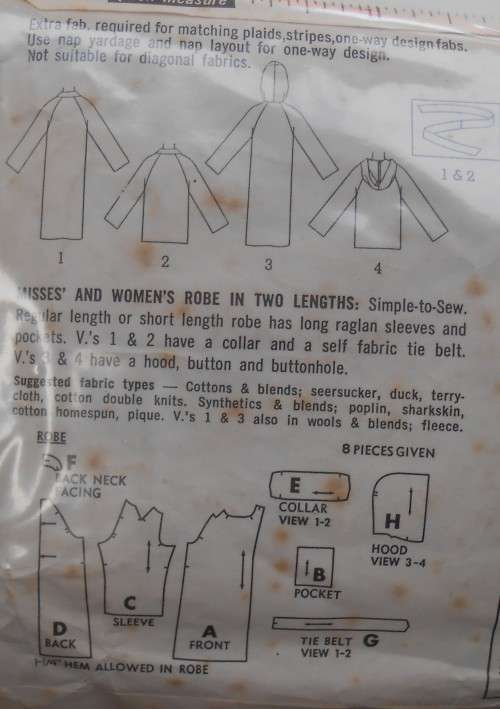 measure
Extra fab. required for matching plaids, stripes, one-way design fabs.
Use nap yardage and nap layout for one-way design.
Not suitable for diagonal fabrics.
1
2
3
4
1 & 2
MISSES' AND WOMEN'S ROBE IN TWO LENGTHS: Simple-to-Sew.
Regular length or short length robe has long raglan sleeves and
pockets. V.'s 1 & 2 have a collar and a self fabric tie belt.
V.'s 3 & 4 have a hood, button and buttonhole.
Suggested fabric types — Cottons & blends; seersucker, duck, terry-
cloth, cotton double knits. Synthetics & blends; poplin, sharkskin,
cotton homespun, pique. V.'s 1 & 3 also in wools & blends; fleece.
ROBE
8 PIECES GIVEN
F
BACK NECK
FACING
E
COLLAR
VIEW 1-2
H
HOOD
VIEW 3-4
B
POCKET
C
SLEEVE
D
BACK
A
FRONT
TIE BELT G
VIEW 1-2
1-1/4" HEM ALLOWED IN ROBE